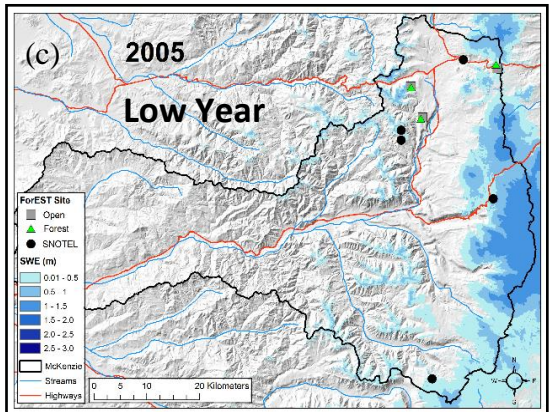 (c)
2005
Low Year
ForEST Site
Open
Forest
SNOTEL
SWE (m)
0.01 - 0.5
0.5 - 1
1 - 1.5
1.5 - 2.0
2.0 - 2.5
2.5 - 3.0
McKenzie
Streams
Highways
0 5 10 20 Kilometers
N
W
E
S